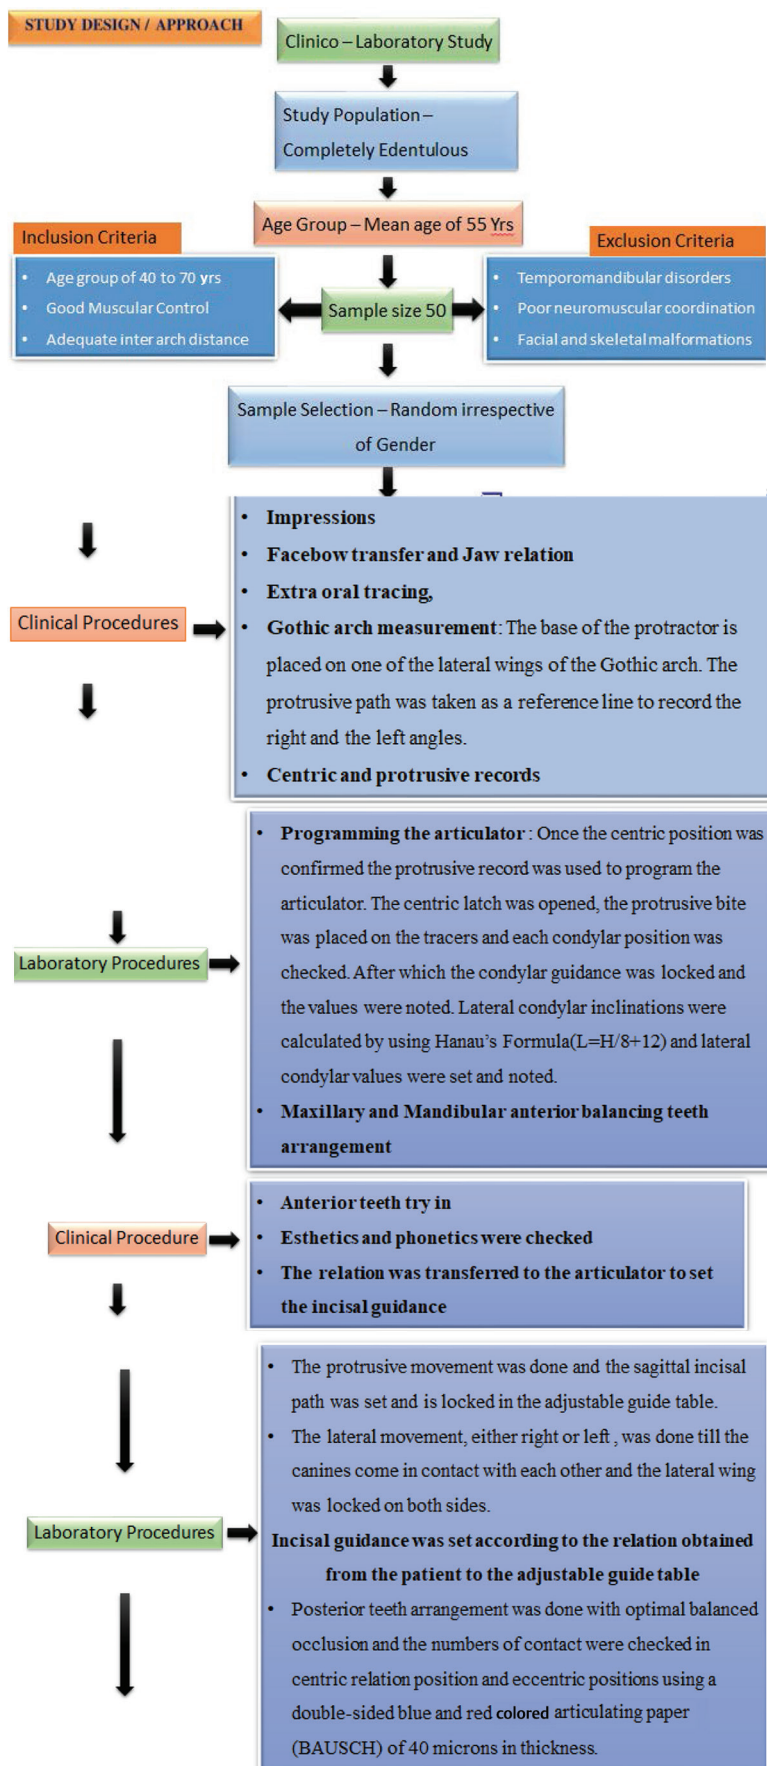 STUDY DESIGN / APPROACH
Clinico – Laboratory Study
Study Population –
Completely Edentulous
Age Group – Mean age of 55 Yrs
Inclusion Criteria
• Age group of 40 to 70 yrs
• Good Muscular Control
• Adequate inter arch distance
Sample size 50
Exclusion Criteria
• Temporomandibular disorders
• Poor neuromuscular coordination
• Facial and skeletal malformations
Sample Selection – Random irrespective
of Gender
Clinical Procedures
• Impressions
• Facebow transfer and Jaw relation
• Extra oral tracing,
• Gothic arch measurement: The base of the protractor is
placed on one of the lateral wings of the Gothic arch. The
protrusive path was taken as a reference line to record the
right and the left angles.
• Centric and protrusive records
Laboratory Procedures
• Programming the articulator : Once the centric position was
confirmed the protrusive record was used to program the
articulator. The centric latch was opened, the protrusive bite
was placed on the tracers and each condylar position was
checked. After which the condylar guidance was locked and
the values were noted. Lateral condylar inclinations were
calculated by using Hanau's Formula(L=H/8+12) and lateral
condylar values were set and noted.
• Maxillary and Mandibular anterior balancing teeth
arrangement
Clinical Procedure
• Anterior teeth try in
• Esthetics and phonetics were checked
• The relation was transferred to the articulator to set
the incisal guidance
Laboratory Procedures
• The protrusive movement was done and the sagittal incisal
path was set and is locked in the adjustable guide table.
• The lateral movement, either right or left , was done till the
canines come in contact with each other and the lateral wing
was locked on both sides.
Incisal guidance was set according to the relation obtained
from the patient to the adjustable guide table
• Posterior teeth arrangement was done with optimal balanced
occlusion and the numbers of contact were checked in
centric relation position and eccentric positions using a
double-sided blue and red colored articulating paper
(BAUSCH) of 40 microns in thickness.